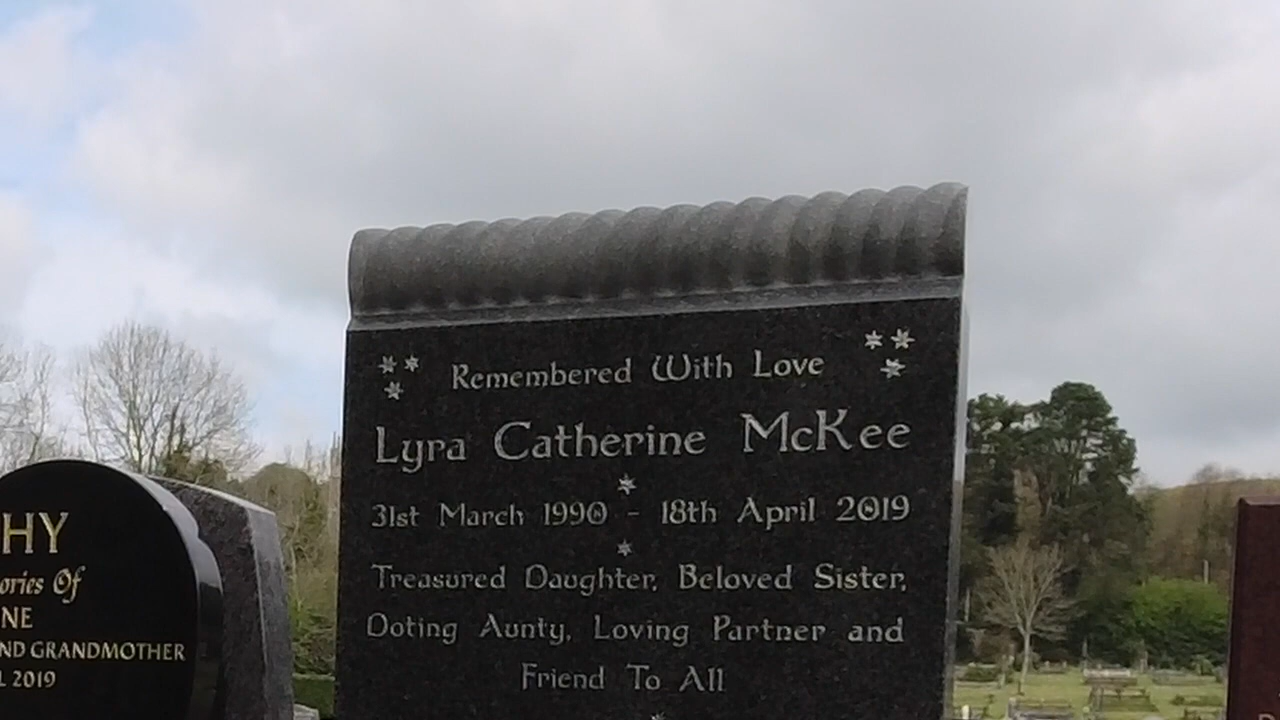 Remembered With Love
Lyra Catherine McKee
31st March 1990 - 18th April 2019
Treasured Daughter, Beloved Sister,
Doting Aunty, Loving Partner and
Friend To All
HY
ories Of
NE
ND GRANDMOTHER
L 2019